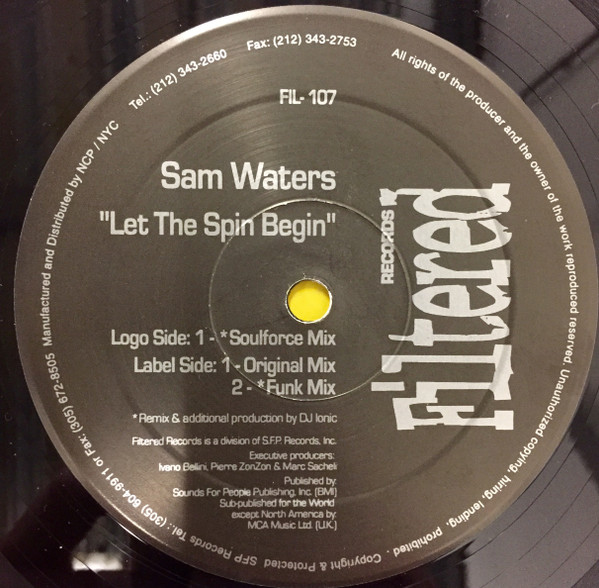 FIL- 107
Sam Waters
"Let The Spin Begin"
Logo Side: 1 - *Soulforce Mix
Label Side: 1 - Original Mix
2 - *Funk Mix
*Remix & additional production by DJ Ionic
Filtered Records is a division of S.F.P. Records, Inc.
Executive producers:
Iveno Bellini, Pierre ZonZon & Marc Sacheli
Published by
Sounds For People Publishing, Inc. (BMI)
Sub-published for the World
except North America by:
MCA Music Ltd. (U.K.)
Filtered
RECORDS
SFP Records Tel.: (305) 604-9911 or Fax: (305) 672-8505 Manufactured and Distributed by NCP / NYC Tel.: (212) 343-2660 Fax: (212) 343-2753
All rights of the producer and the owner of the work reproduced reserved. Unauthorized copying, hiring, lending, prohibited. Copyright & Protected